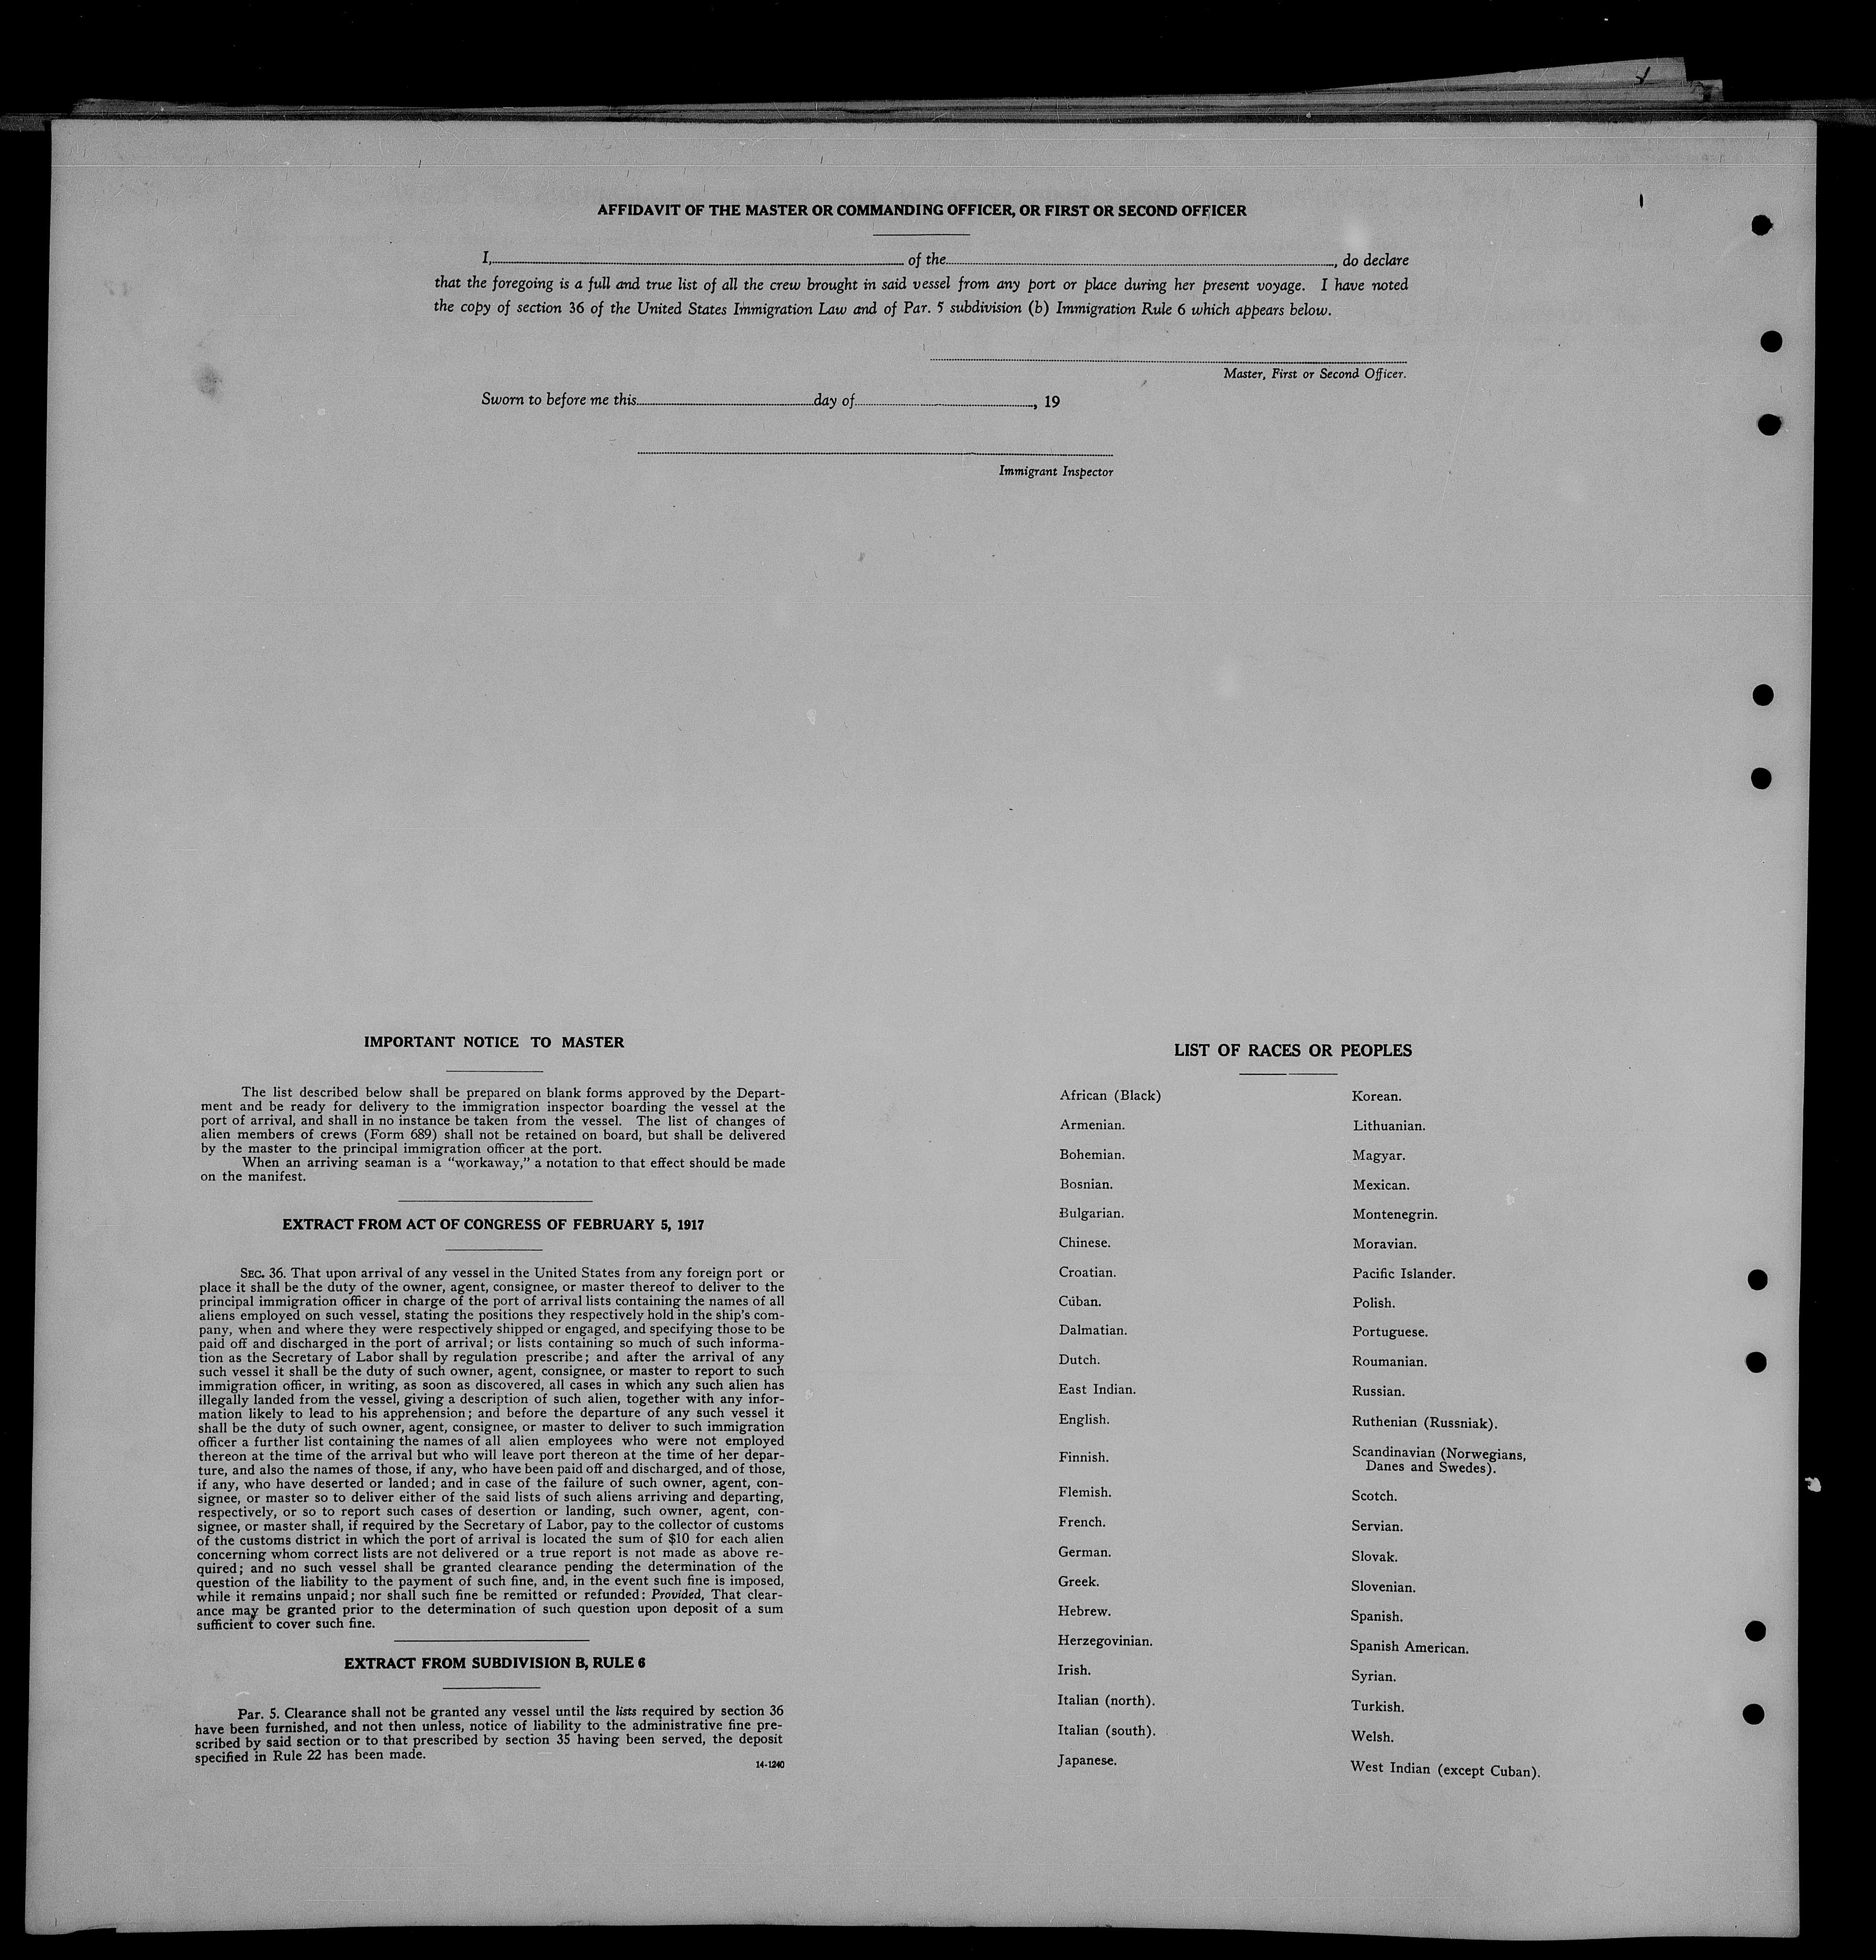 AFFIDAVIT OF THE MASTER OR COMMANDING OFFICER, OR FIRST OR SECOND OFFICER
I, of the , do declare
that the foregoing is a full and true list of all the crew brought in said vessel from any port or place during her present voyage. I have noted
the copy of section 36 of the United States Immigration Law and of Par. 5 subdivision (b) Immigration Rule 6 which appears below.
Master, First or Second Officer.
Sworn to before me this day of , 19
Immigrant Inspector
IMPORTANT NOTICE TO MASTER
The list described below shall be prepared on blank forms approved by the Depart-
ment and be ready for delivery to the immigration inspector boarding the vessel at the
port of arrival, and shall in no instance be taken from the vessel. The list of changes of
alien members of crews (Form 689) shall not be retained on board, but shall be delivered
by the master to the principal immigration officer at the port.
When an arriving seaman is a “workaway,” a notation to that effect should be made
on the manifest.
EXTRACT FROM ACT OF CONGRESS OF FEBRUARY 5, 1917
SEC. 36. That upon arrival of any vessel in the United States from any foreign port or
place it shall be the duty of the owner, agent, consignee, or master thereof to deliver to the
principal immigration officer in charge of the port of arrival lists containing the names of all
aliens employed on such vessel, stating the positions they respectively hold in the ship's com-
pany, when and where they were respectively shipped or engaged, and specifying those to be
paid off and discharged in the port of arrival; or lists containing so much of such informa-
tion as the Secretary of Labor shall by regulation prescribe; and after the arrival of any
such vessel it shall be the duty of such owner, agent, consignee, or master to report to such
immigration officer, in writing, as soon as discovered, all cases in which any such alien has
illegally landed from the vessel, giving a description of such alien, together with any infor-
mation likely to lead to his apprehension; and before the departure of any such vessel it
shall be the duty of such owner, agent, consignee, or master to deliver to such immigration
officer a further list containing the names of all alien employees who were not employed
thereon at the time of the arrival but who will leave port thereon at the time of her depar-
ture, and also the names of those, if any, who have been paid off and discharged, and of those,
if any, who have deserted or landed; and in case of the failure of such owner, agent, con-
signee, or master so to deliver either of the said lists of such aliens arriving and departing,
respectively, or so to report such cases of desertion or landing, such owner, agent, con-
signee, or master shall, if required by the Secretary of Labor, pay to the collector of customs
of the customs district in which the port of arrival is located the sum of $10 for each alien
concerning whom correct lists are not delivered or a true report is not made as above re-
quired; and no such vessel shall be granted clearance pending the determination of the
question of the liability to the payment of such fine, and, in the event such fine is imposed,
while it remains unpaid; nor shall such fine be remitted or refunded: Provided, That clear-
ance may be granted prior to the determination of such question upon deposit of a sum
sufficient to cover such fine.
EXTRACT FROM SUBDIVISION B, RULE 6
Par. 5. Clearance shall not be granted any vessel until the lists required by section 36
have been furnished, and not then unless, notice of liability to the administrative fine pre-
scribed by said section or to that prescribed by section 35 having been served, the deposit
specified in Rule 22 has been made.
14-1240
LIST OF RACES OR PEOPLES
African (Black)
Armenian.
Bohemian.
Bosnian.
Bulgarian.
Chinese.
Croatian.
Cuban.
Dalmatian.
Dutch.
East Indian.
English.
Finnish.
Flemish.
French.
German.
Greek.
Hebrew.
Herzegovinian.
Irish.
Italian (north).
Italian (south).
Japanese.
Korean.
Lithuanian.
Magyar.
Mexican.
Montenegrin.
Moravian.
Pacific Islander.
Polish.
Portuguese.
Roumanian.
Russian.
Ruthenian (Russniak).
Scandinavian (Norwegians,
Danes and Swedes).
Scotch.
Servian.
Slovak.
Slovenian.
Spanish.
Spanish American.
Syrian.
Turkish.
Welsh.
West Indian (except Cuban).